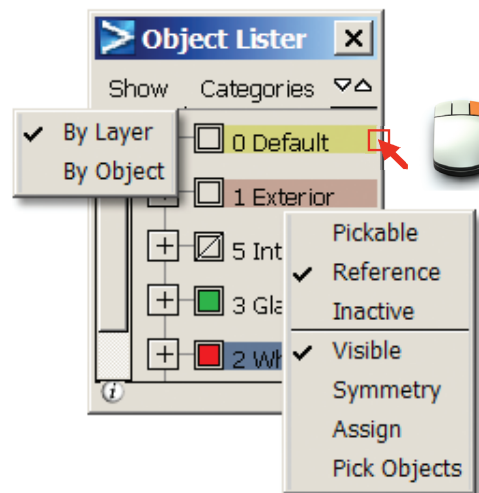 Object Lister
Show Categories
By Layer
By Object
0 Default
1 Exterior
5 Int
3 Gla
2 Wh
Pickable
Reference
Inactive
Visible
Symmetry
Assign
Pick Objects
i